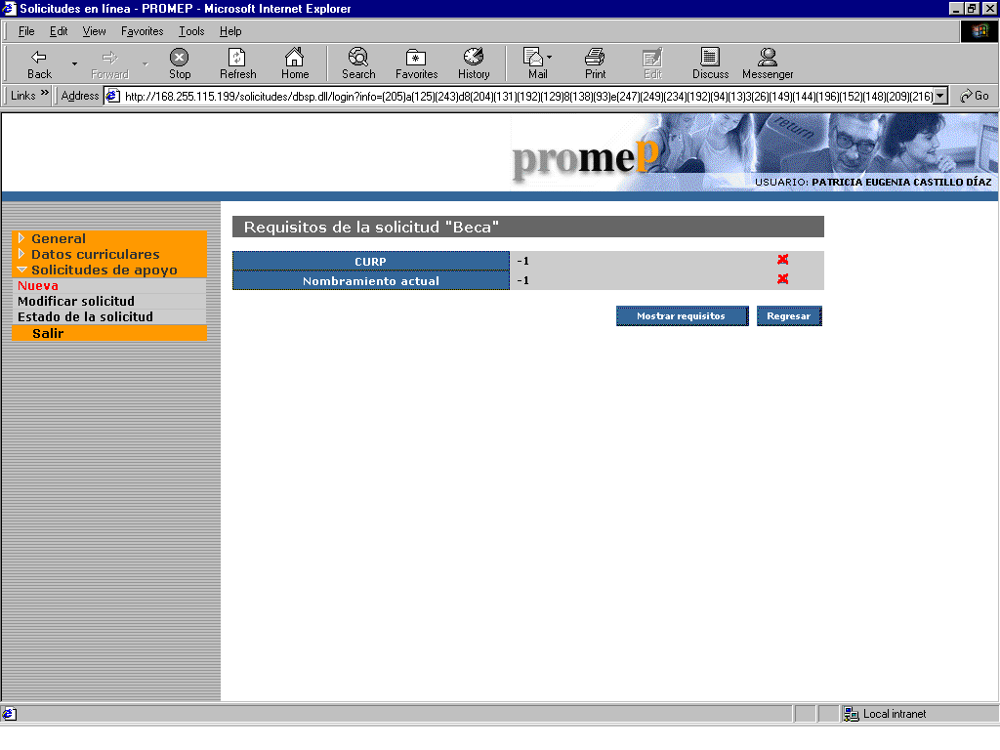 Solicitudes en línea - PROMEP - Microsoft Internet Explorer
File Edit View Favorites Tools Help
Back Forward Stop Refresh Home Search Favorites History Mail Print Edit Discuss Messenger
Links » Address http://168.255.115.199/solicitudes/dbsp.dll/login?info=(205)a(125)(243)d8(204)(131)(192)(129)8(138)(93)e(247)(249)(234)(192)(94)(13)3(26)(149)(144)(196)(152)(148)(209)(216) Go
promep
return
USUARIO: PATRICIA EUGENIA CASTILLO DÍAZ
Requisitos de la solicitud "Beca"
General
Datos curriculares
Solicitudes de apoyo
Nueva
Modificar solicitud
Estado de la solicitud
Salir
CURP -1
Nombramiento actual -1
Mostrar requisitos Regresar
Local intranet